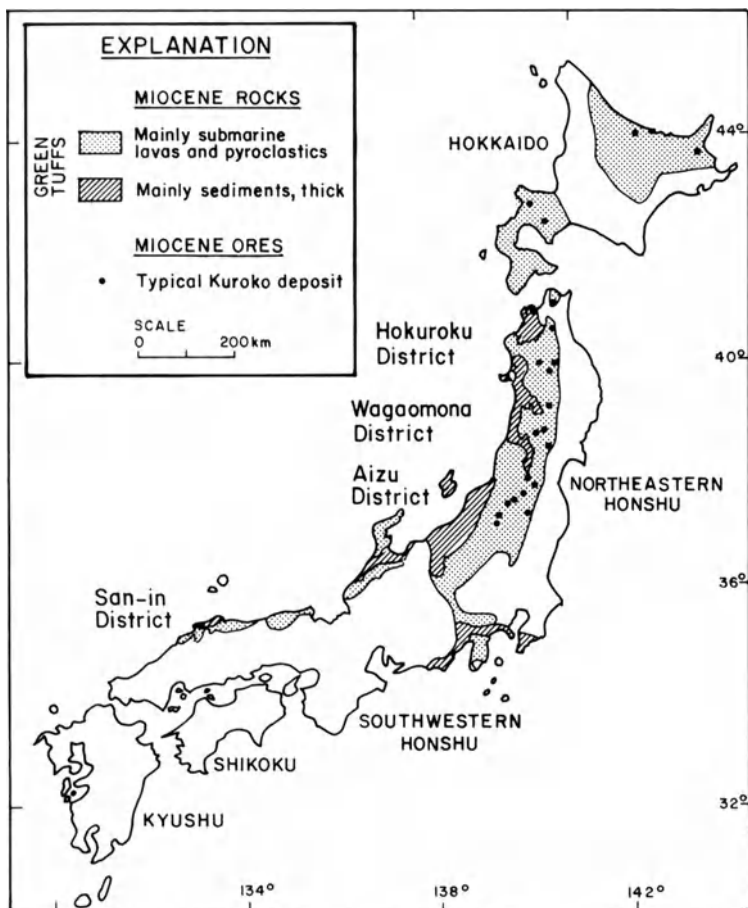 EXPLANATION
MIOCENE ROCKS
GREEN
TUFFS
Mainly submarine
lavas and pyroclastics
Mainly sediments, thick
MIOCENE ORES
Typical Kuroko deposit
SCALE
0 200 km
HOKKAIDO
44°
Hokuroku
District
40°
Wagaomona
District
Aizu
District
NORTHEASTERN
HONSHU
36°
San-in
District
SOUTHWESTERN
HONSHU
SHIKOKU
KYUSHU
32°
134° 138° 142°